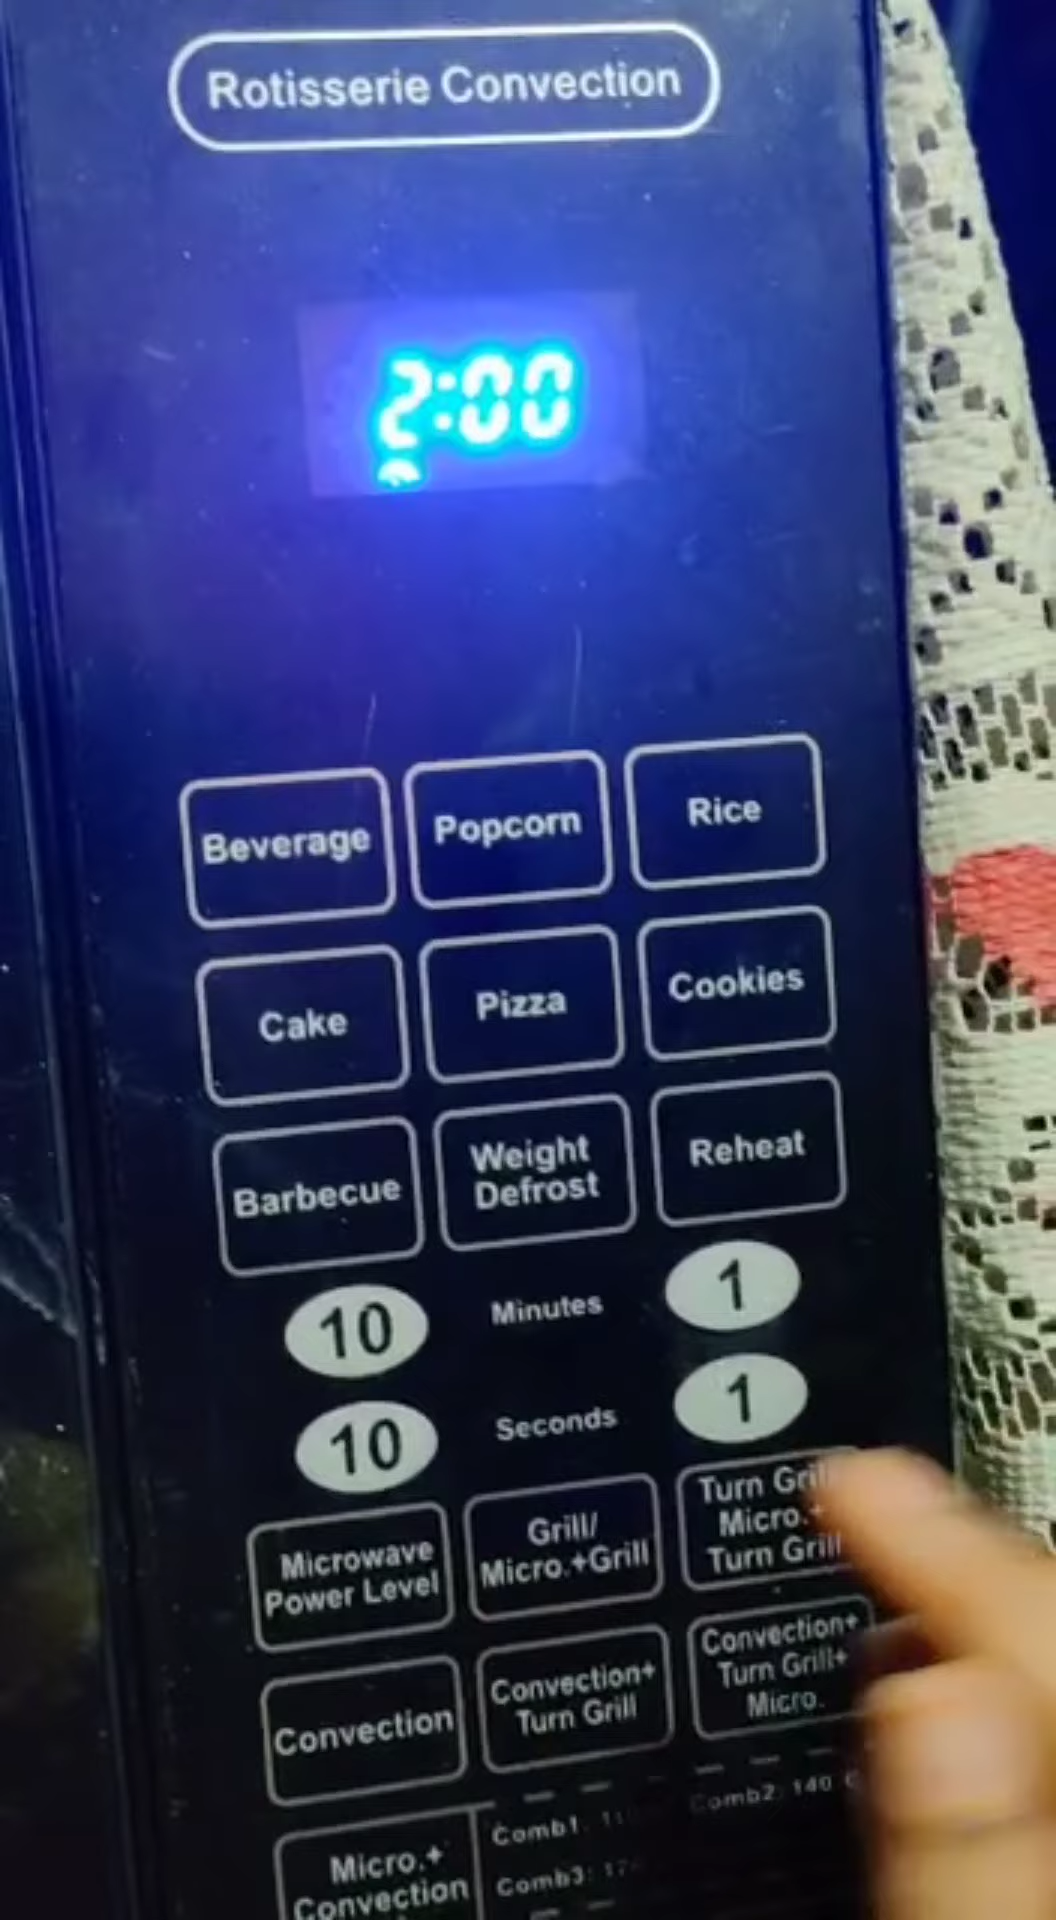 Rotisserie Convection
2:00
Beverage
Popcorn
Rice
Cake
Pizza
Cookies
Barbecue
Weight
Defrost
Reheat
10
Minutes
1
10
Seconds
1
Microwave
Power Level
Grill/
Micro.+Grill
Turn Grill
Micro.+
Turn Grill
Convection
Convection+
Turn Grill
Convection+
Turn Grill+
Micro.
Micro.+
Convection
Comb1:
Comb2: 140
Comb3: